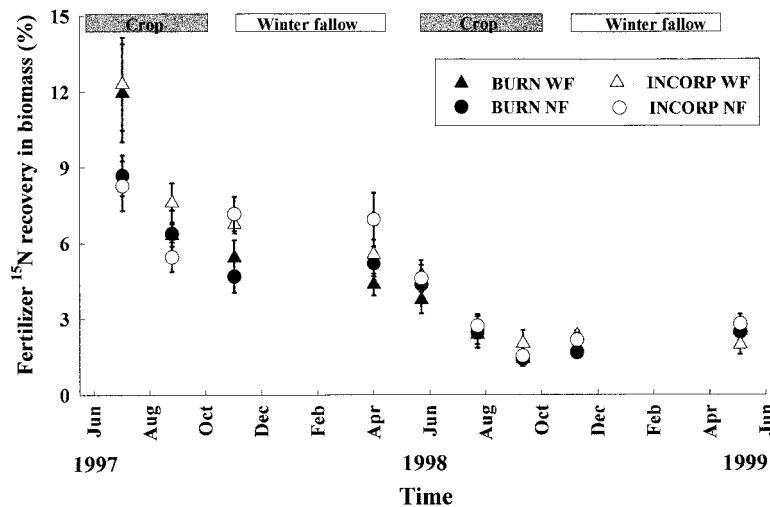 Crop Winter fallow Crop Winter fallow
▲ BURN WF △ INCORP WF
● BURN NF ○ INCORP NF
Fertilizer ¹⁵N recovery in biomass (%)
15
12
9
6
3
0
Jun Aug Oct Dec Feb Apr Jun Aug Oct Dec Feb Apr Jun
1997 1998 1999
Time